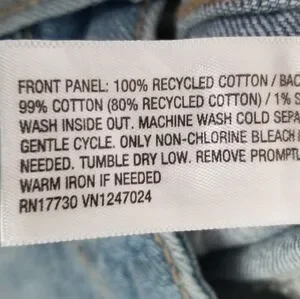 FRONT PANEL: 100% RECYCLED COTTON / BAC
99% COTTON (80% RECYCLED COTTON) / 1% S
WASH INSIDE OUT. MACHINE WASH COLD SEPA
GENTLE CYCLE. ONLY NON-CHLORINE BLEACH
NEEDED. TUMBLE DRY LOW. REMOVE PROMPTL
WARM IRON IF NEEDED
RN17730 VN1247024